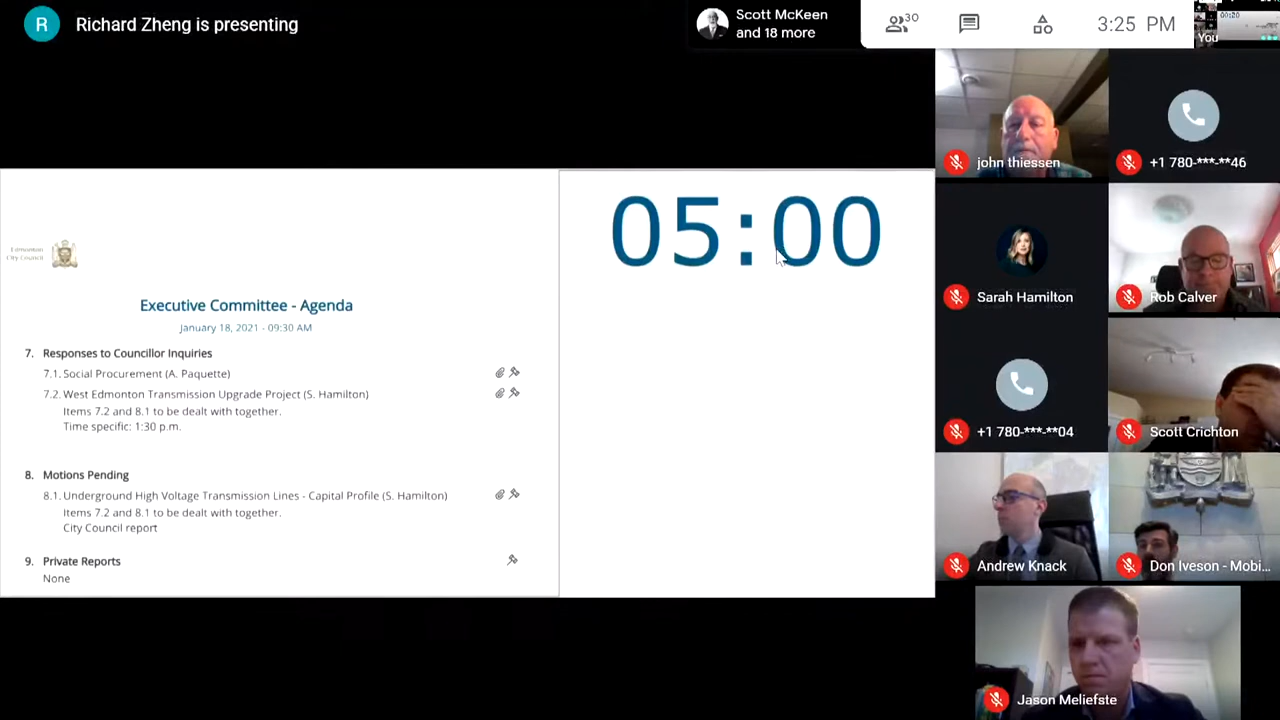 R Richard Zheng is presenting
Scott McKeen
and 18 more
30
3:25 PM
00:20
You
john thiessen
+1 780-***-**46
Sarah Hamilton
Rob Calver
+1 780-***-**04
Scott Crichton
Andrew Knack
Don Iveson - Mobi...
Jason Meliefste
05:00
Edmonton
City Council
Executive Committee - Agenda
January 18, 2021 - 09:30 AM
7. Responses to Councillor Inquiries
7.1. Social Procurement (A. Paquette)
7.2. West Edmonton Transmission Upgrade Project (S. Hamilton)
Items 7.2 and 8.1 to be dealt with together.
Time specific: 1:30 p.m.
8. Motions Pending
8.1. Underground High Voltage Transmission Lines - Capital Profile (S. Hamilton)
Items 7.2 and 8.1 to be dealt with together.
City Council report
9. Private Reports
None